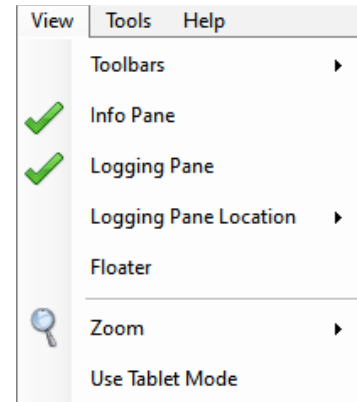 View Tools Help
Toolbars
Info Pane
Logging Pane
Logging Pane Location
Floater
Zoom
Use Tablet Mode